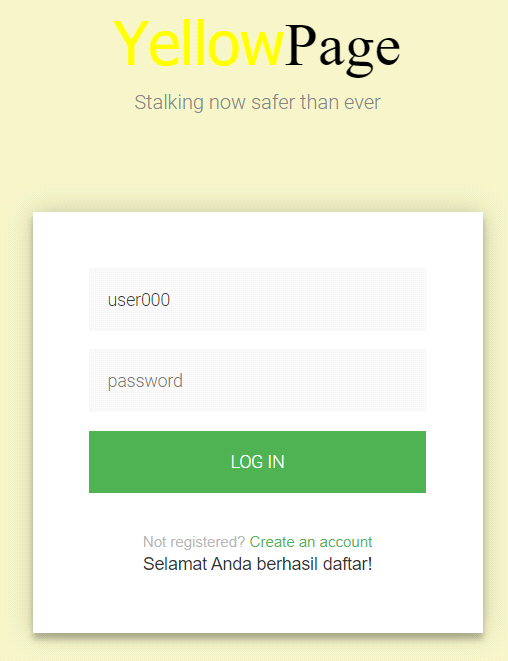 YellowPage
Stalking now safer than ever
user000
password
LOG IN
Not registered? Create an account
Selamat Anda berhasil daftar!